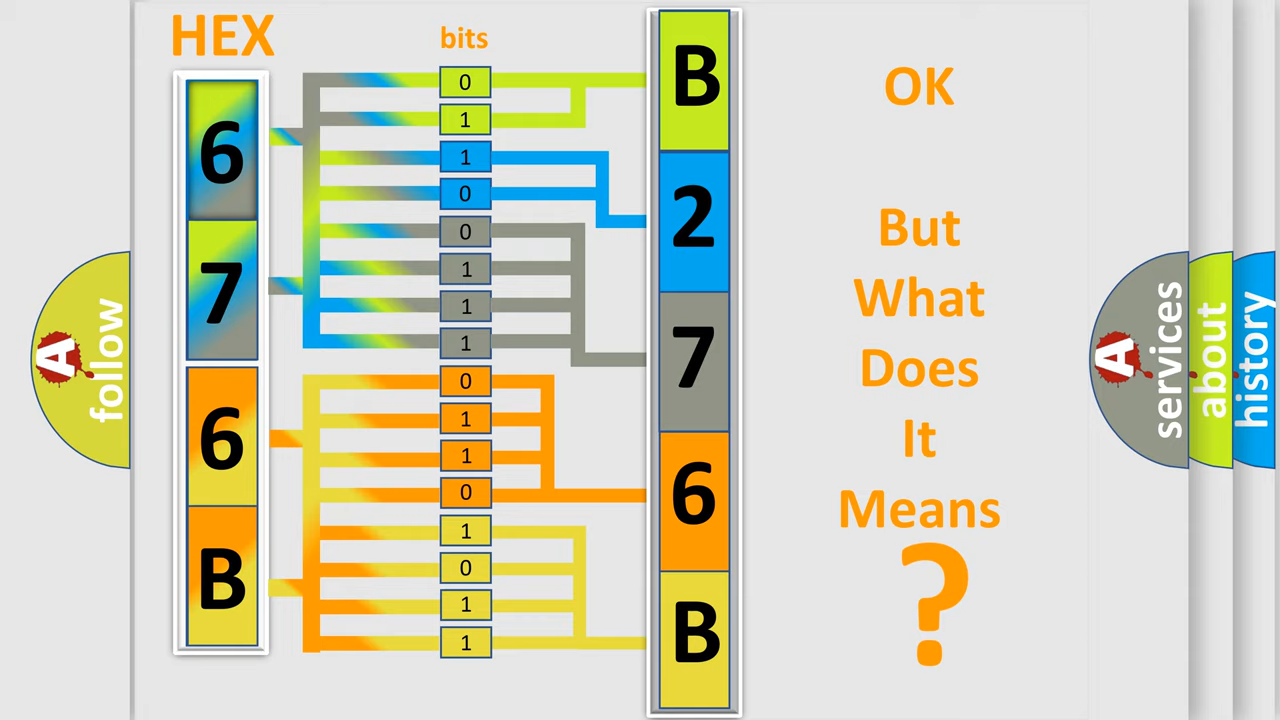 HEX
bits
6
7
6
B
0
1
1
0
0
1
1
1
0
1
1
0
1
0
1
1
B
2
7
6
B
OK
But
What
Does
It
Means
?
A
follow
A
services
about
history